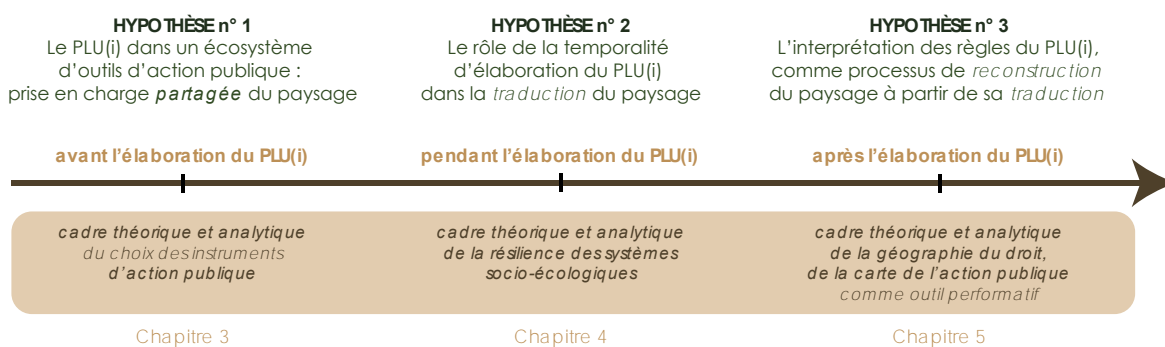 HYPOTHÈSE n° 1
Le PLU(i) dans un écosystème
d'outils d'action publique :
prise en charge partagée du paysage
HYPOTHÈSE n° 2
Le rôle de la temporalité
d'élaboration du PLU(i)
dans la traduction du paysage
HYPOTHÈSE n° 3
L'interprétation des règles du PLU(i),
comme processus de reconstruction
du paysage à partir de sa traduction
avant l'élaboration du PLU(i)
pendant l'élaboration du PLU(i)
après l'élaboration du PLU(i)
cadre théorique et analytique
du choix des instruments
d'action publique
cadre théorique et analytique
de la résilience des systèmes
socio-écologiques
cadre théorique et analytique
de la géographie du droit,
de la carte de l'action publique
comme outil performatif
Chapitre 3
Chapitre 4
Chapitre 5